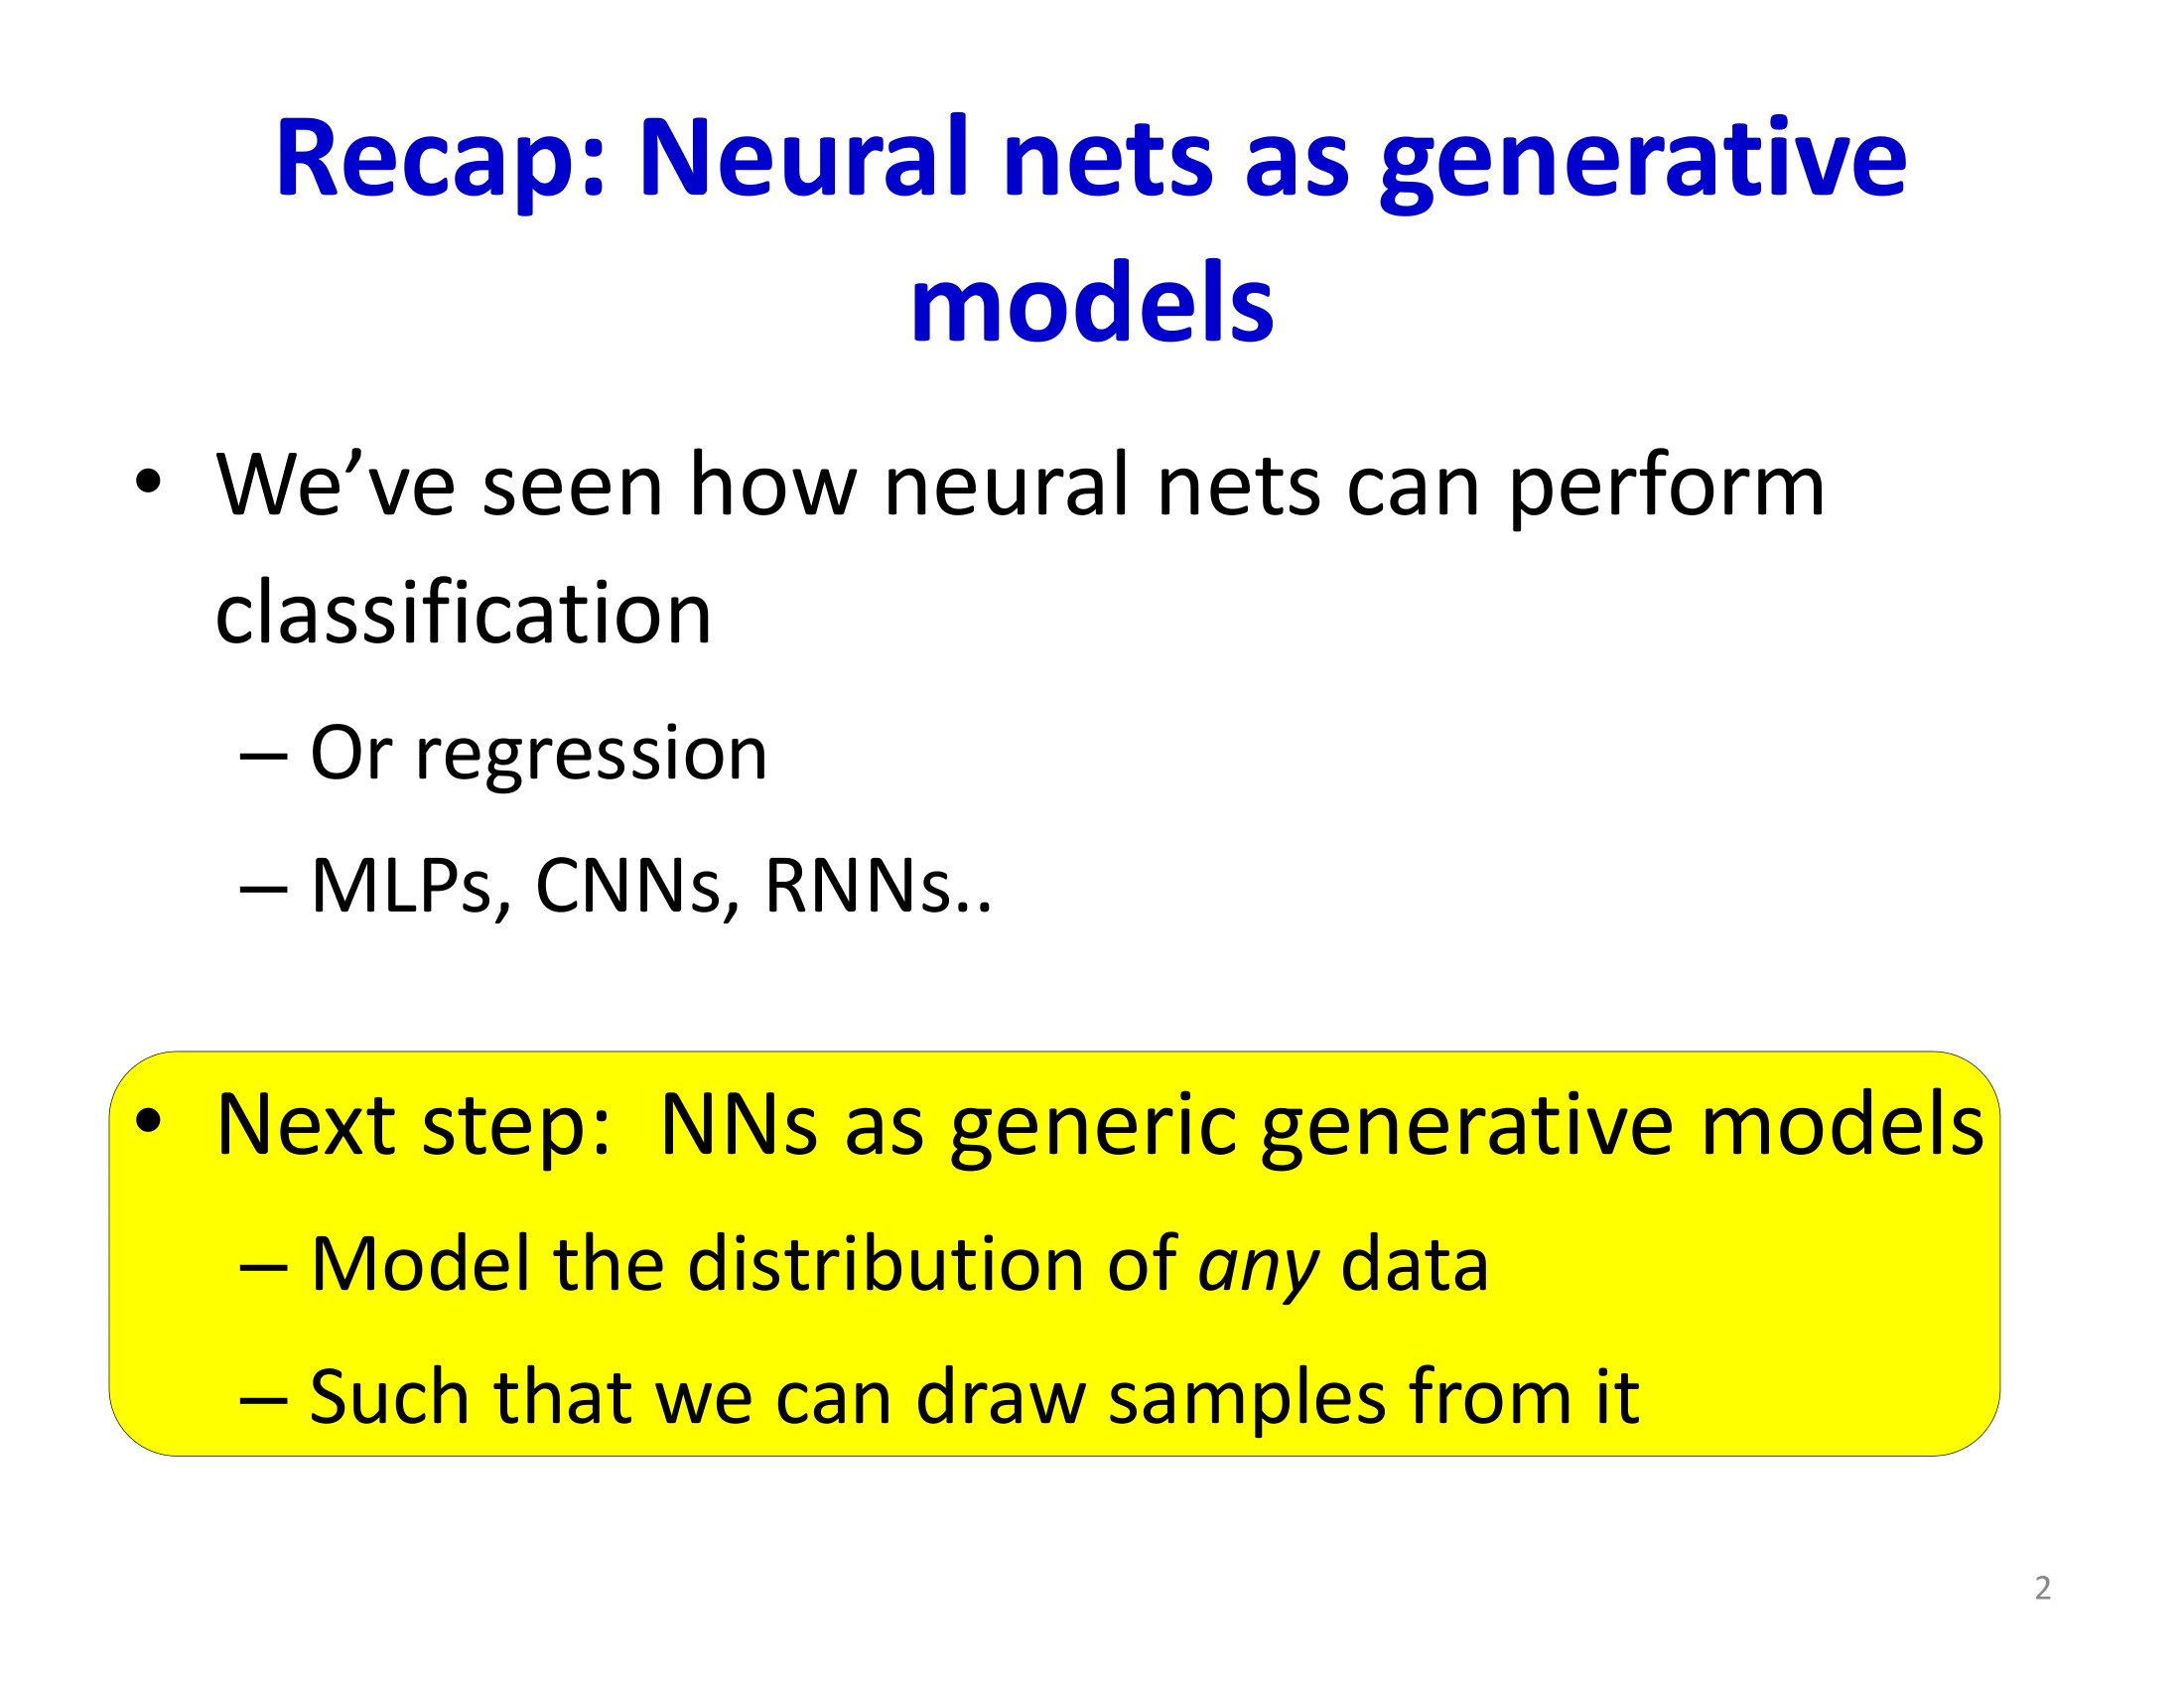 Recap: Neural nets as generative
models
• We’ve seen how neural nets can perform
classification
– Or regression
– MLPs, CNNs, RNNs..
• Next step:  NNs as generic generative models
– Model the distribution of any data
– Such that we can draw samples from it
2